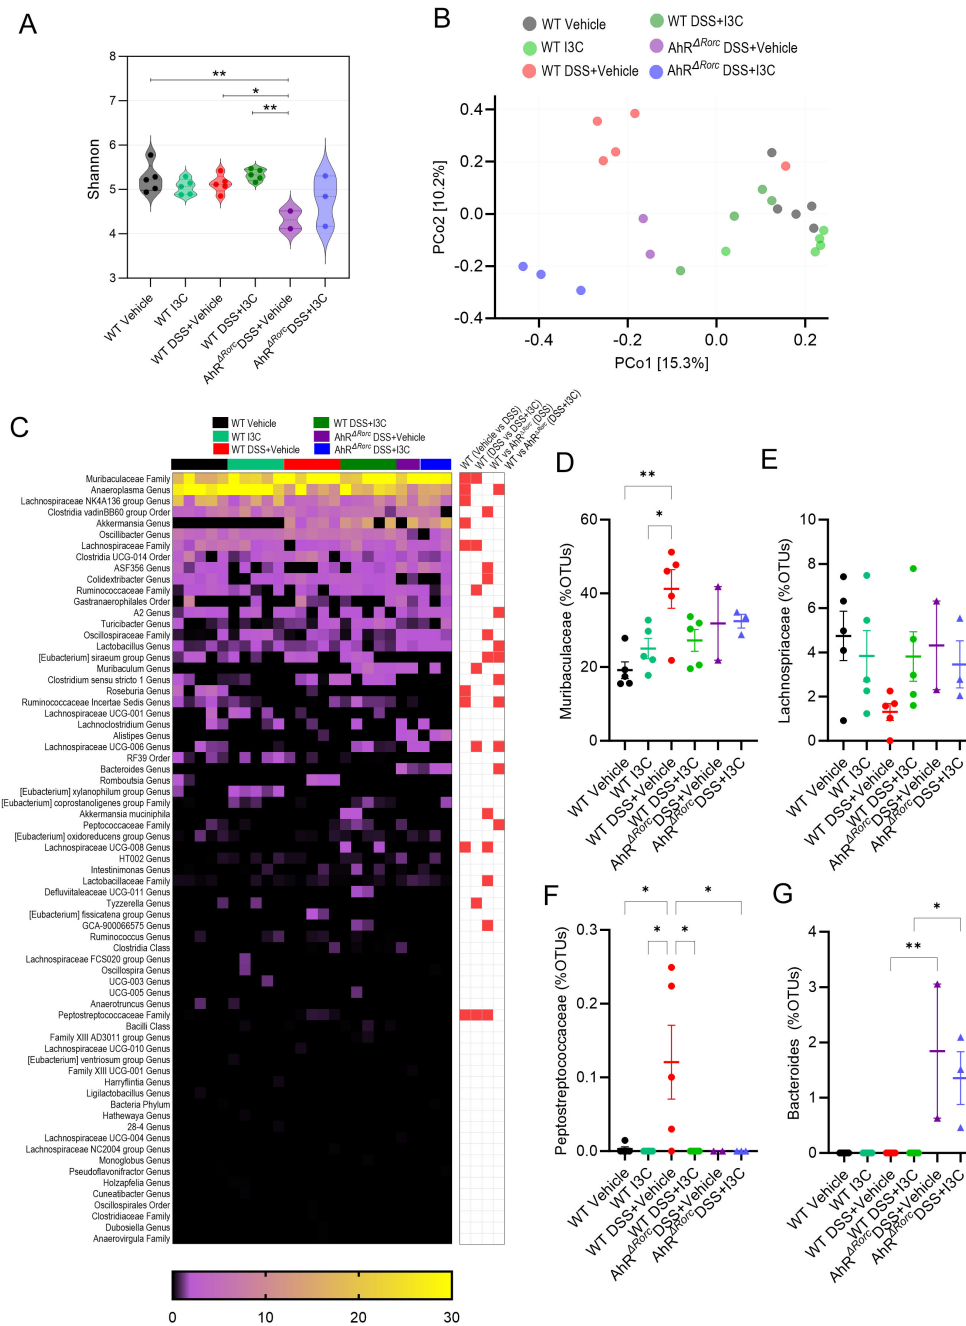 A
8
7
6
5
4
3
Shannon
**
*
**
WT Vehicle
WT I3C
WT DSS+Vehicle
WT DSS+I3C
AhRΔRorc DSS+Vehicle
AhRΔRorc DSS+I3C
B
WT Vehicle
WT I3C
WT DSS+Vehicle
WT DSS+I3C
AhRΔRorc DSS+Vehicle
AhRΔRorc DSS+I3C
0.4
0.2
0.0
-0.2
-0.4
PCo2 [10.2%]
-0.4
-0.2
0.0
0.2
PCo1 [15.3%]
C
WT Vehicle
WT I3C
WT DSS+Vehicle
WT DSS+I3C
AhRΔRorc DSS+Vehicle
AhRΔRorc DSS+I3C
WT (Vehicle vs DSS)
WT (DSS vs DSS+I3C)
WT vs AhRΔRorc (DSS)
WT vs AhRΔRorc (DSS+I3C)
Muribaculaceae Family
Anaeroplasma Genus
Lachnospiraceae NK4A136 group Genus
Clostridia vadinBB60 group Order
Akkermansia Genus
Oscillibacter Genus
Lachnospiraceae Family
Clostridia UCG-014 Order
ASF356 Genus
Colidextribacter Genus
Ruminococcaceae Family
Gastranaerophilales Order
A2 Genus
Turicibacter Genus
Oscillospiraceae Family
Lactobacillus Genus
[Eubacterium] siraeum group Genus
Muribaculum Genus
Clostridium sensu stricto 1 Genus
Roseburia Genus
Ruminococcaceae Incertae Sedis Genus
Lachnospiraceae UCG-001 Genus
Lachnoclostridium Genus
Alistipes Genus
Lachnospiraceae UCG-006 Genus
RF39 Order
Bacteroides Genus
Romboutsia Genus
[Eubacterium] xylanophilum group Genus
[Eubacterium] coprostanoligenes group Family
Akkermansia muciniphila
Peptococcaceae Family
[Eubacterium] oxidoreducens group Genus
Lachnospiraceae UCG-008 Genus
HT002 Genus
Intestinimonas Genus
Lactobacillaceae Family
Defluviitaleaceae UCG-011 Genus
Tyzzerella Genus
[Eubacterium] fissicatena group Genus
GCA-900066575 Genus
Ruminococcus Genus
Clostridia Class
Lachnospiraceae FCS020 group Genus
Oscillospira Genus
UCG-003 Genus
UCG-005 Genus
Anaerotruncus Genus
Peptostreptococcaceae Family
Bacilli Class
Family XIII AD3011 group Genus
Lachnospiraceae UCG-010 Genus
[Eubacterium] ventriosum group Genus
Family XIII UCG-001 Genus
Harryflintia Genus
Ligilactobacillus Genus
Bacteria Phylum
Hathewaya Genus
28-4 Genus
Lachnospiraceae UCG-004 Genus
Lachnospiraceae NC2004 group Genus
Monoglobus Genus
Pseudoflavonifractor Genus
Holzapfelia Genus
Cuneatibacter Genus
Oscillospirales Order
Clostridiaceae Family
Dubosiella Genus
Anaerovirgula Family
0
10
20
30
D
**
*
60
40
20
0
Muribaculaceae (%OTUs)
WT Vehicle
WT I3C
WT DSS+Vehicle
WT DSS+I3C
AhRΔRorc DSS+Vehicle
AhRΔRorc DSS+I3C
E
10
8
6
4
2
0
Lachnospriaceae (%OTUs)
WT Vehicle
WT I3C
WT DSS+Vehicle
WT DSS+I3C
AhRΔRorc DSS+Vehicle
AhRΔRorc DSS+I3C
F
*
*
*
*
0.3
0.2
0.1
0.0
Peptostreptococcaceae (%OTUs)
WT Vehicle
WT I3C
WT DSS+Vehicle
WT DSS+I3C
AhRΔRorc DSS+Vehicle
AhRΔRorc DSS+I3C
G
*
**
4
3
2
1
0
Bacteroides (%OTUs)
WT Vehicle
WT I3C
WT DSS+Vehicle
WT DSS+I3C
AhRΔRorc DSS+Vehicle
AhRΔRorc DSS+I3C